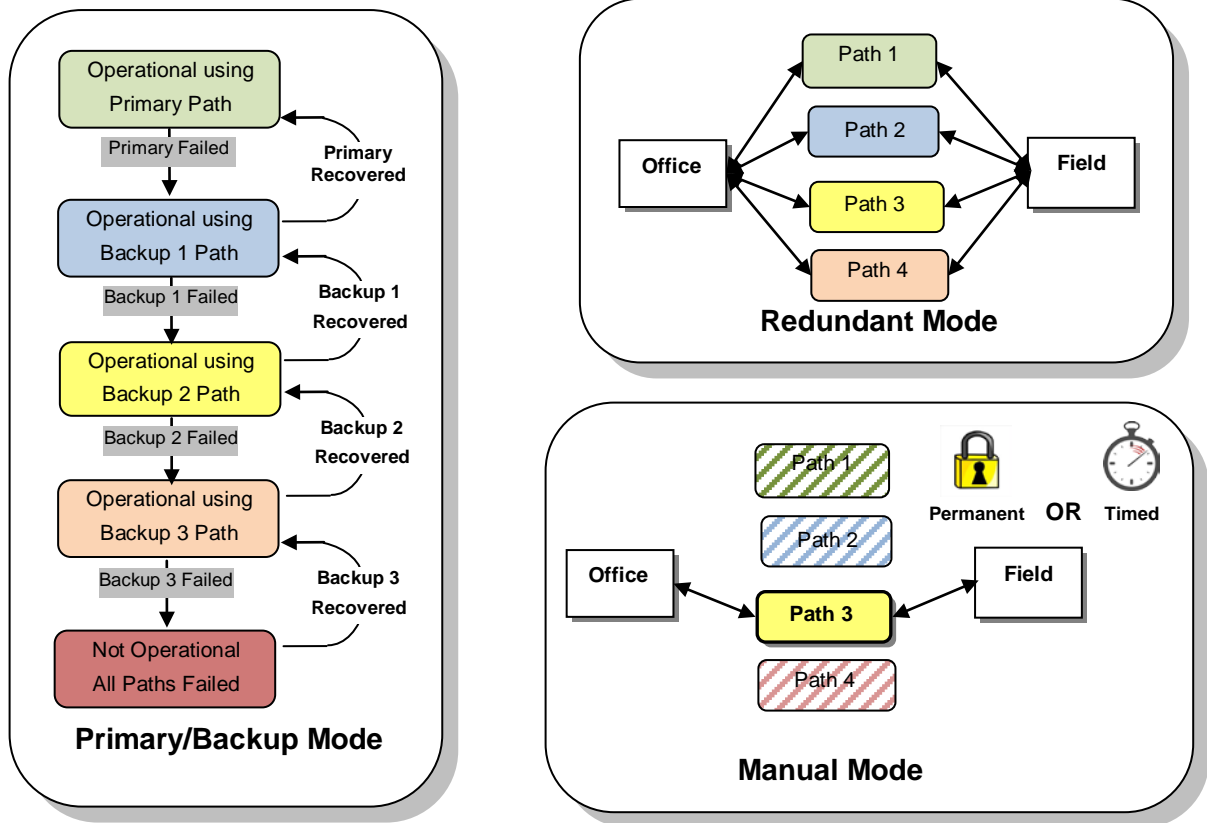 Operational using
Primary Path
Primary Failed
Primary
Recovered
Operational using
Backup 1 Path
Backup 1 Failed
Backup 1
Recovered
Operational using
Backup 2 Path
Backup 2 Failed
Backup 2
Recovered
Operational using
Backup 3 Path
Backup 3 Failed
Backup 3
Recovered
Not Operational
All Paths Failed
Primary/Backup Mode
Path 1
Path 2
Office
Field
Path 3
Path 4
Redundant Mode
Path 1
Permanent OR Timed
Path 2
Office
Field
Path 3
Path 4
Manual Mode